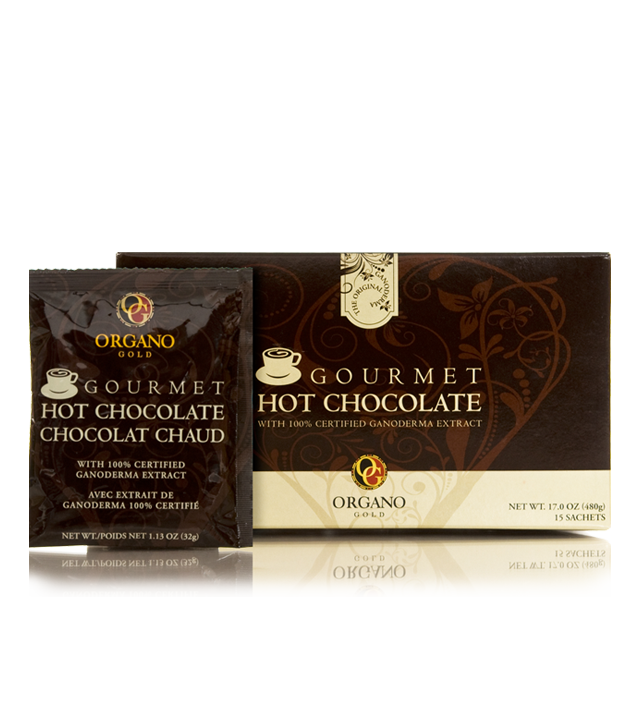 OG
ORGANO
GOLD
GOURMET
HOT CHOCOLATE
CHOCOLAT CHAUD
WITH 100% CERTIFIED
GANODERMA EXTRACT
AVEC EXTRAIT DE
GANODERMA 100% CERTIFIÉ
NET WT./POIDS NET 1.13 OZ (32g)
THE ORIGINAL
GANODERMA
GOURMET
HOT CHOCOLATE
WITH 100% CERTIFIED GANODERMA EXTRACT
OG
ORGANO
GOLD
NET WT. 17.0 OZ (480g)
15 SACHETS